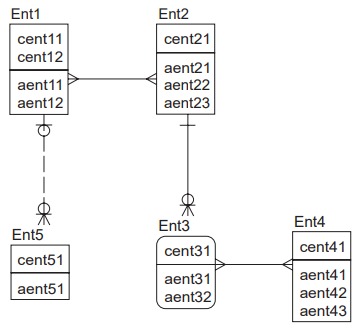 Ent1
cent11
cent12
aent11
aent12
Ent2
cent21
aent21
aent22
aent23
Ent5
cent51
aent51
Ent3
cent31
aent31
aent32
Ent4
cent41
aent41
aent42
aent43